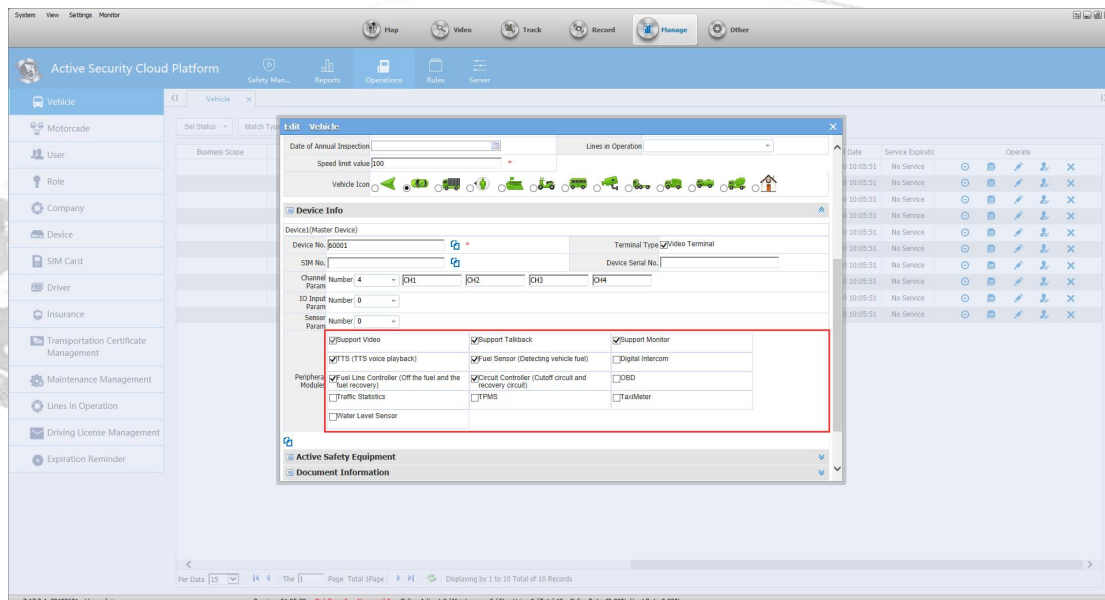 System View Settings Monitor
Map Video Track Record Manage Other
Active Security Cloud Platform
Safety Man... Reports Operations Rules Server
Vehicle
Vehicle ×
Motorcade
Sel Status Match Typ
Edit Vehicle
User
Business Scope
Date of Annual Inspection Lines in Operation
Date Service Expiratic Operate
Speed limit value 100 *
10:05:51 No Service
Role
Vehicle Icon
10:05:51 No Service
Company
10:05:51 No Service
Device Info
10:05:51 No Service
Device
Device1(Master Device)
10:05:51 No Service
Device No. 60001 * Terminal Type Video Terminal
10:05:51 No Service
SIM Card
SIM No. Device Serial No.
10:05:51 No Service
Driver
Channel Param Number 4 CH1 CH2 CH3 CH4
10:05:51 No Service
IO Input Param Number 0
10:05:51 No Service
Insurance
Sensor Param Number 0
10:05:51 No Service
Transportation Certificate
Management
Peripheral
Modules
Support Video Support Talkback Support Monitor
TTS (TTS voice playback) Fuel Sensor (Detecting vehicle fuel) Digital Intercom
Fuel Line Controller (Off the fuel and the fuel recovery) Circuit Controller (Cutoff circuit and recovery circuit) OBD
Traffic Statistics TPMS TaxiMeter
Water Level Sensor
Maintenance Management
Lines in Operation
Driving License Management
Active Safety Equipment
Expiration Reminder
Document Information
Per Data 15 The 1 Page Total 1Page Displaying by 1 to 10 Total of 10 Records